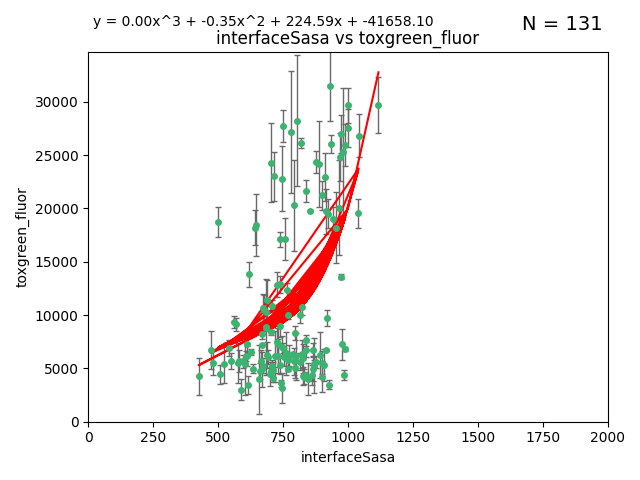 y = 0.00x^3 + -0.35x^2 + 224.59x + -41658.10
N = 131
interfaceSasa vs toxgreen_fluor
toxgreen_fluor
30000
25000
20000
15000
10000
5000
0
0 250 500 750 1000 1250 1500 1750 2000
interfaceSasa